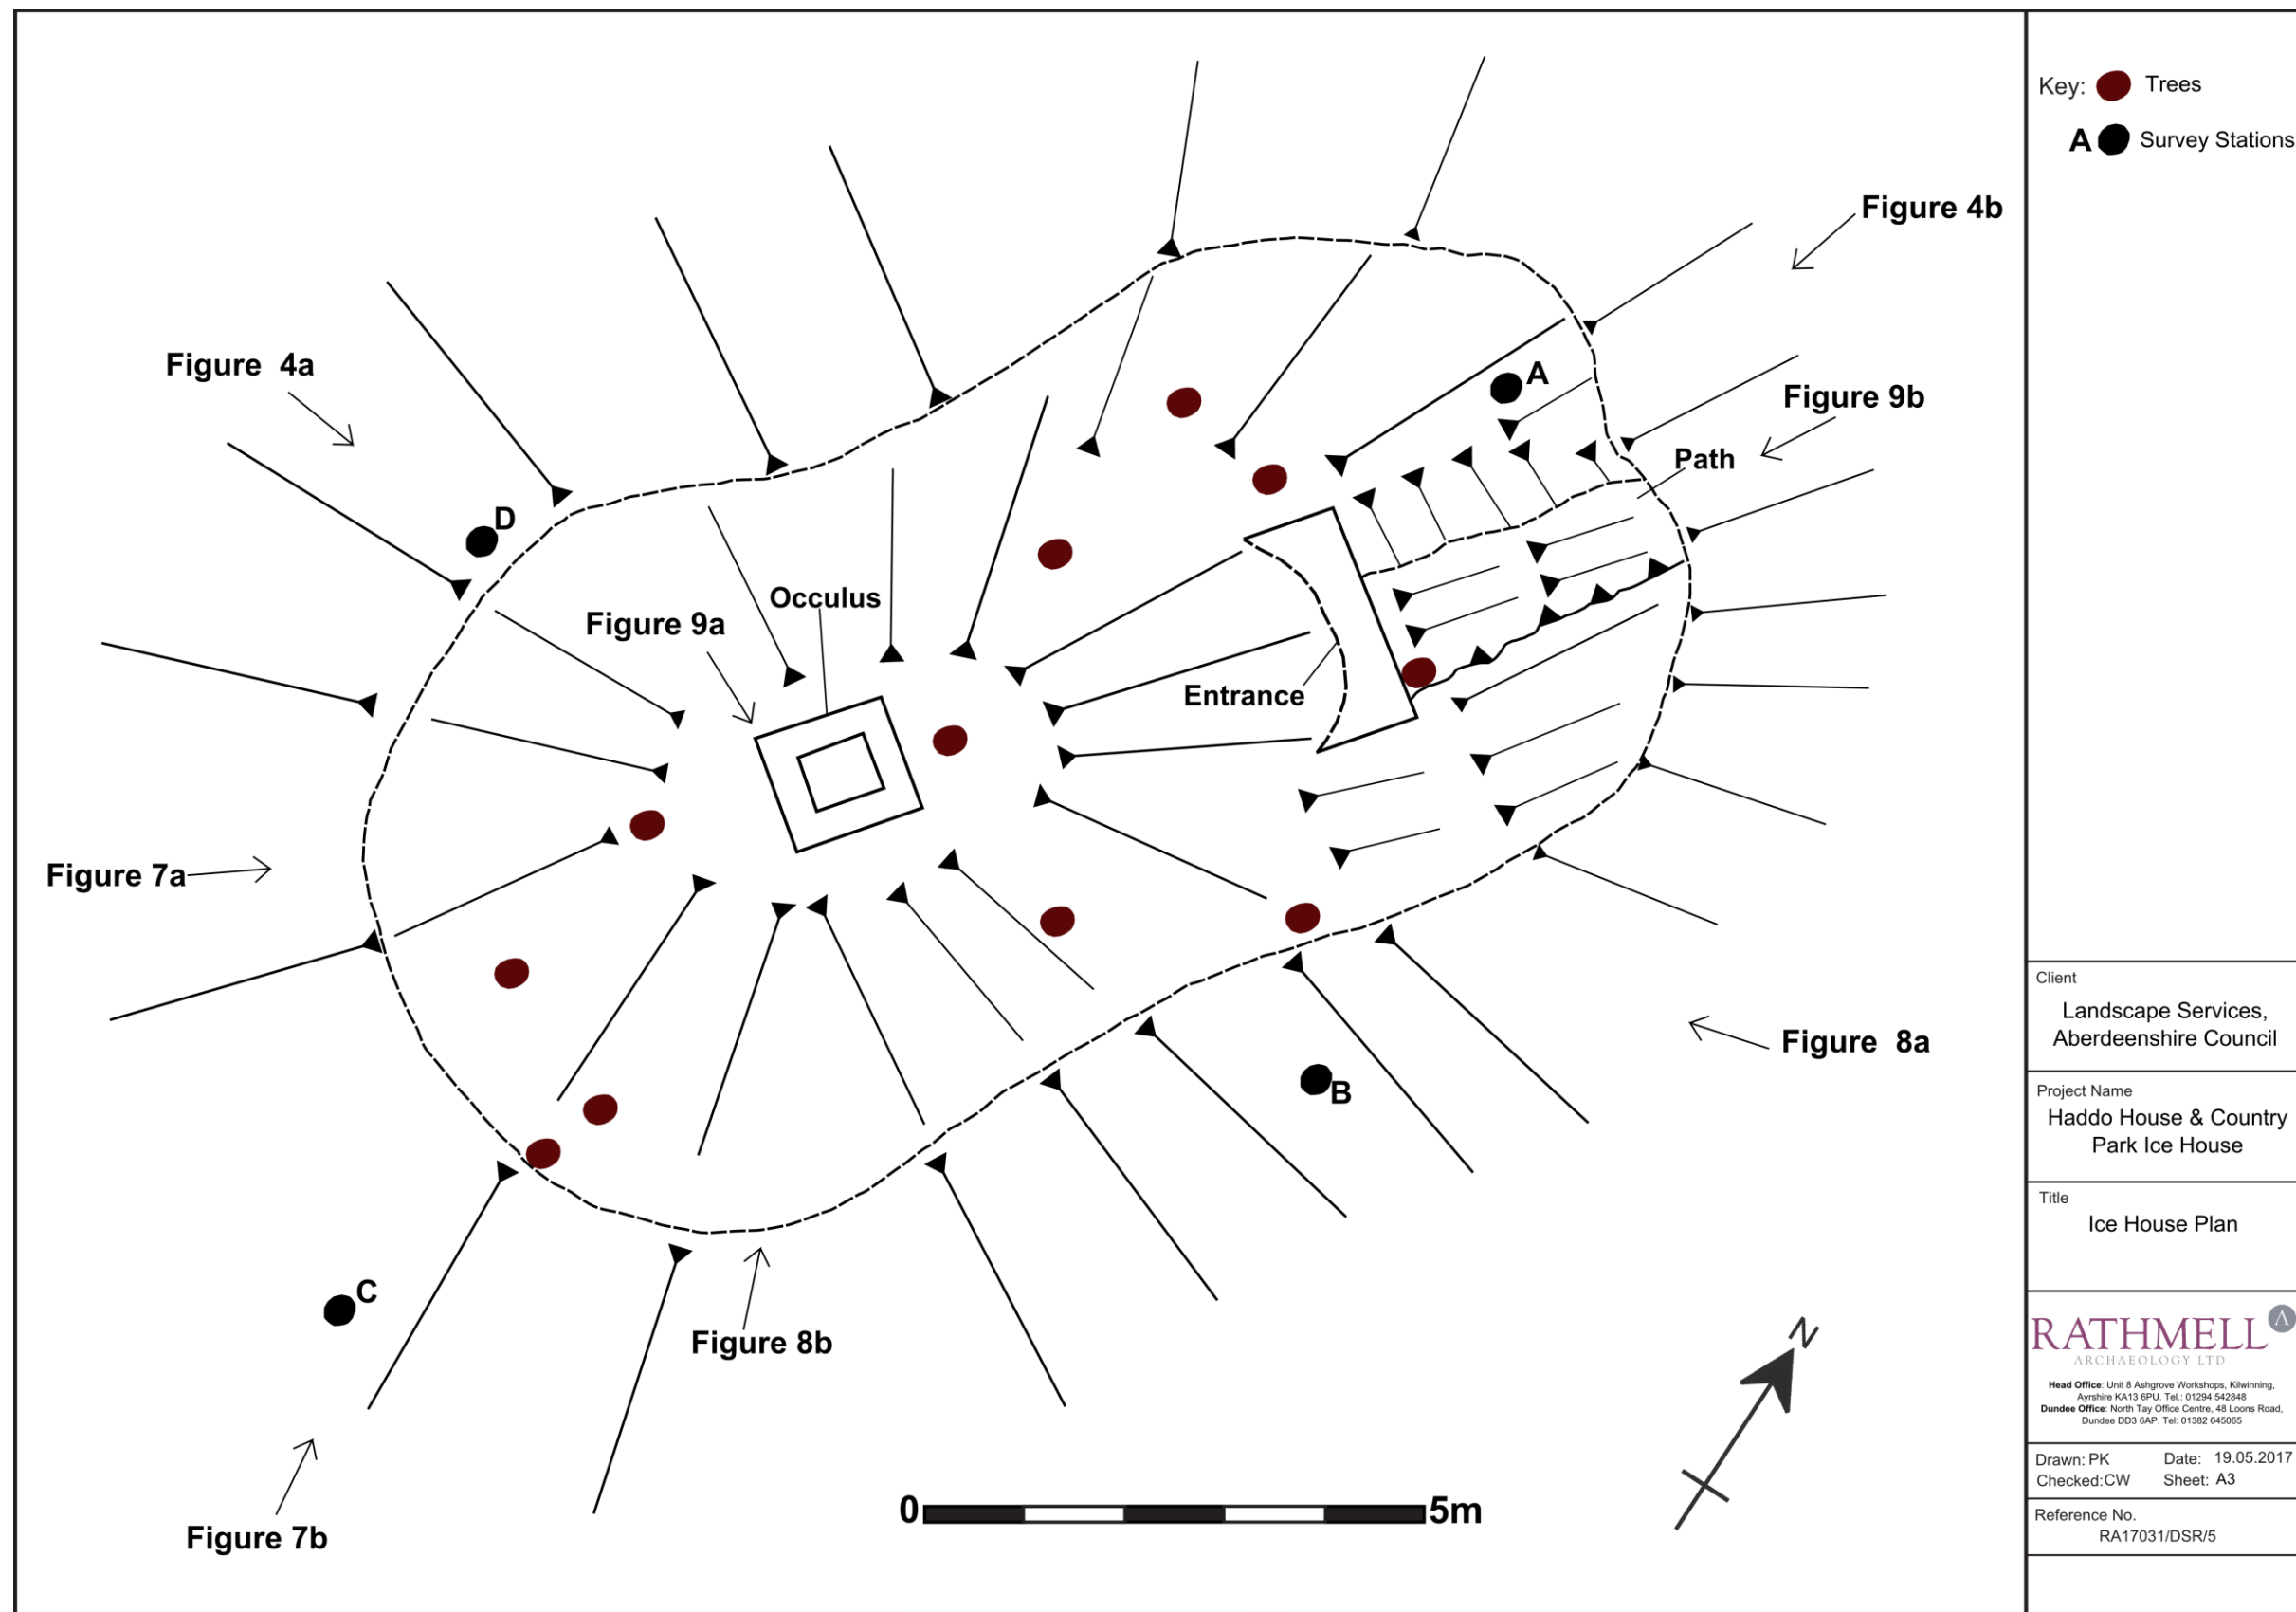 Key: Trees
A Survey Stations
Figure 4b
Figure 4a
A
Figure 9b
Path
D
Occulus
Figure 9a
Entrance
Figure 7a
Figure 8a
B
C
Figure 8b
N
0 5m
Figure 7b
Client
Landscape Services,
Aberdeenshire Council
Project Name
Haddo House & Country
Park Ice House
Title
Ice House Plan
RATHMELL
ARCHAEOLOGY LTD
Head Office: Unit 8 Ashgrove Workshops, Kilwinning,
Ayrshire KA13 6PU. Tel.: 01294 542848
Dundee Office: North Tay Office Centre, 48 Loons Road,
Dundee DD3 6AP. Tel: 01382 645065
Drawn: PK Date: 19.05.2017
Checked: CW Sheet: A3
Reference No.
RA17031/DSR/5